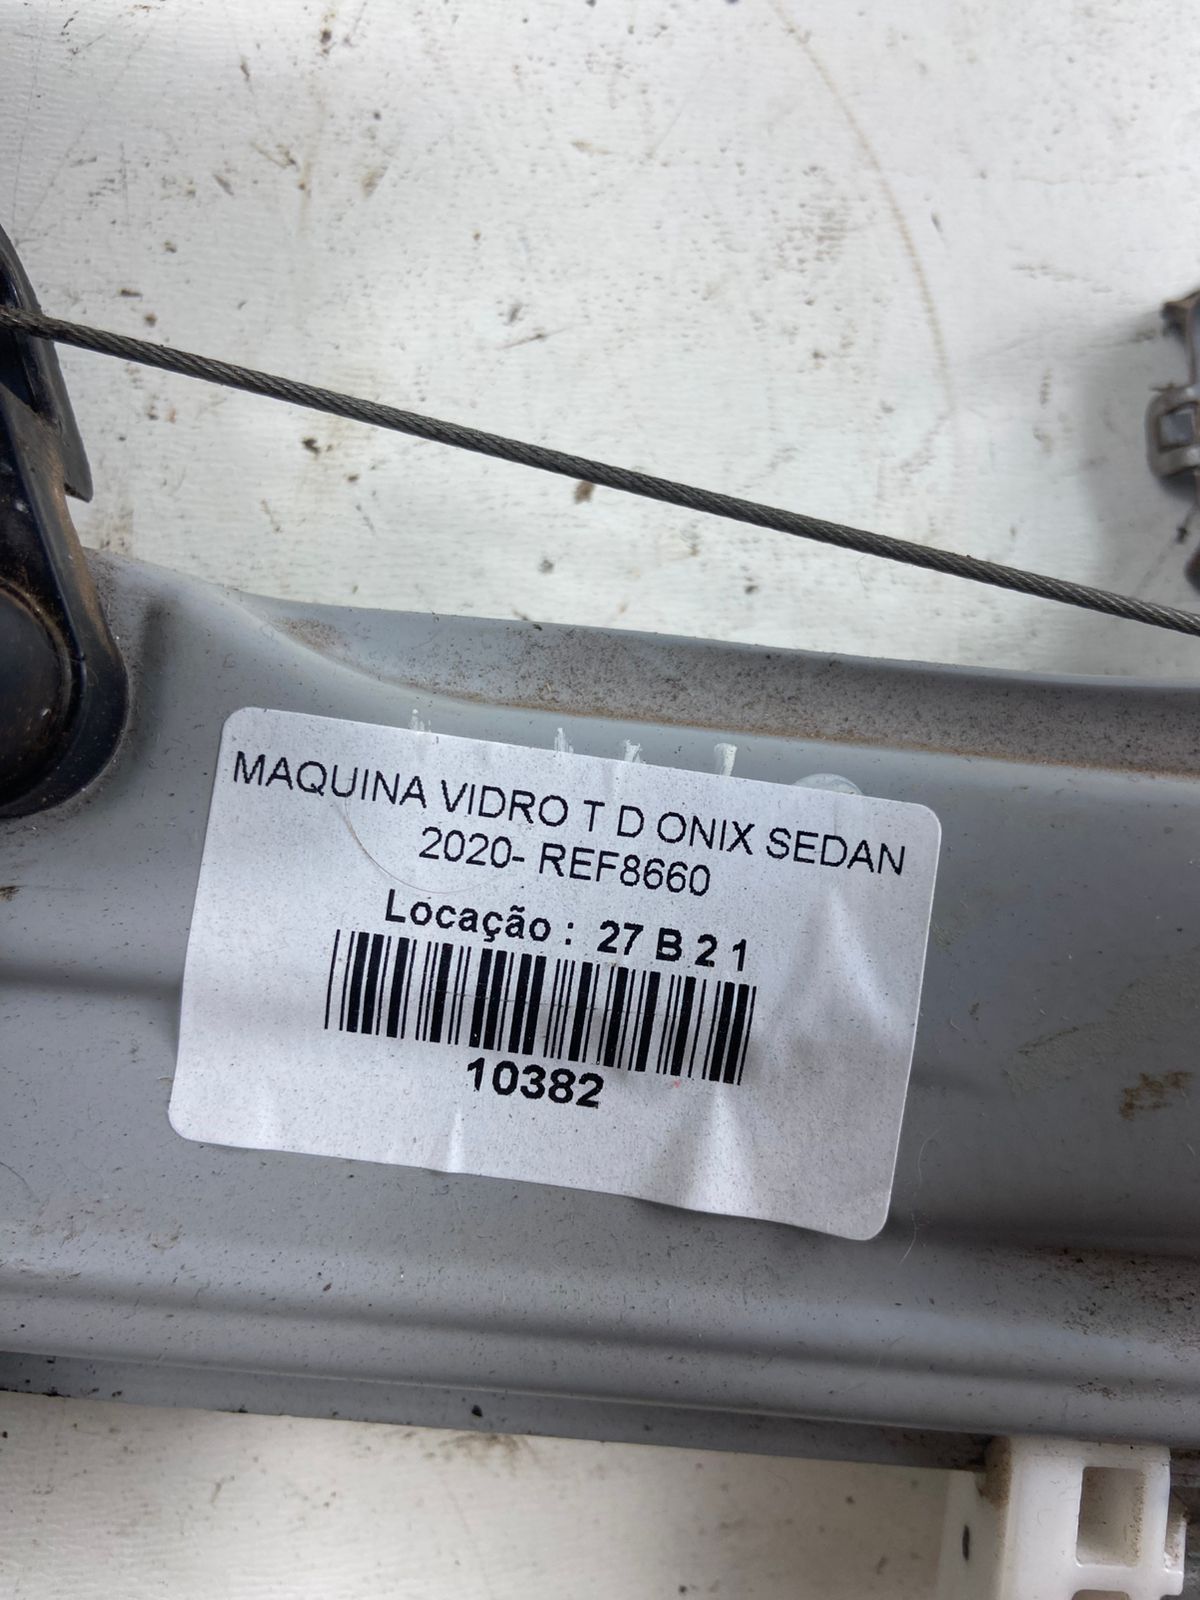 MAQUINA VIDRO T D ONIX SEDAN
2020- REF8660
Locação : 27 B 2 1
10382